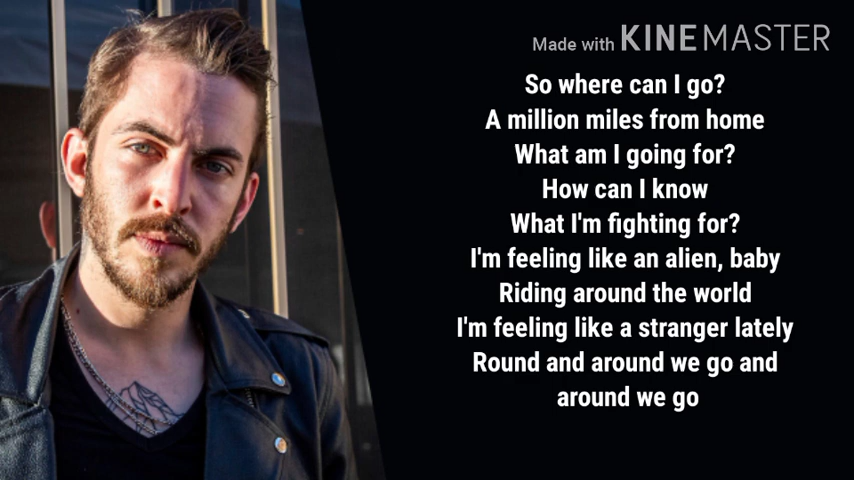 Made with KINEMASTER
So where can I go?
A million miles from home
What am I going for?
How can I know
What I'm fighting for?
I'm feeling like an alien, baby
Riding around the world
I'm feeling like a stranger lately
Round and around we go and
around we go